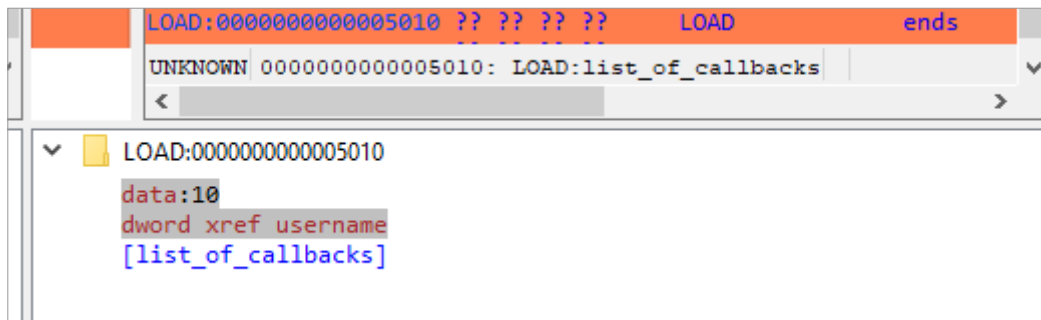 LOAD:0000000000005010 ?? ?? ?? ?? LOAD ends
UNKNOWN 0000000000005010: LOAD:list_of_callbacks
LOAD:0000000000005010
data:10
dword xref username
[list_of_callbacks]